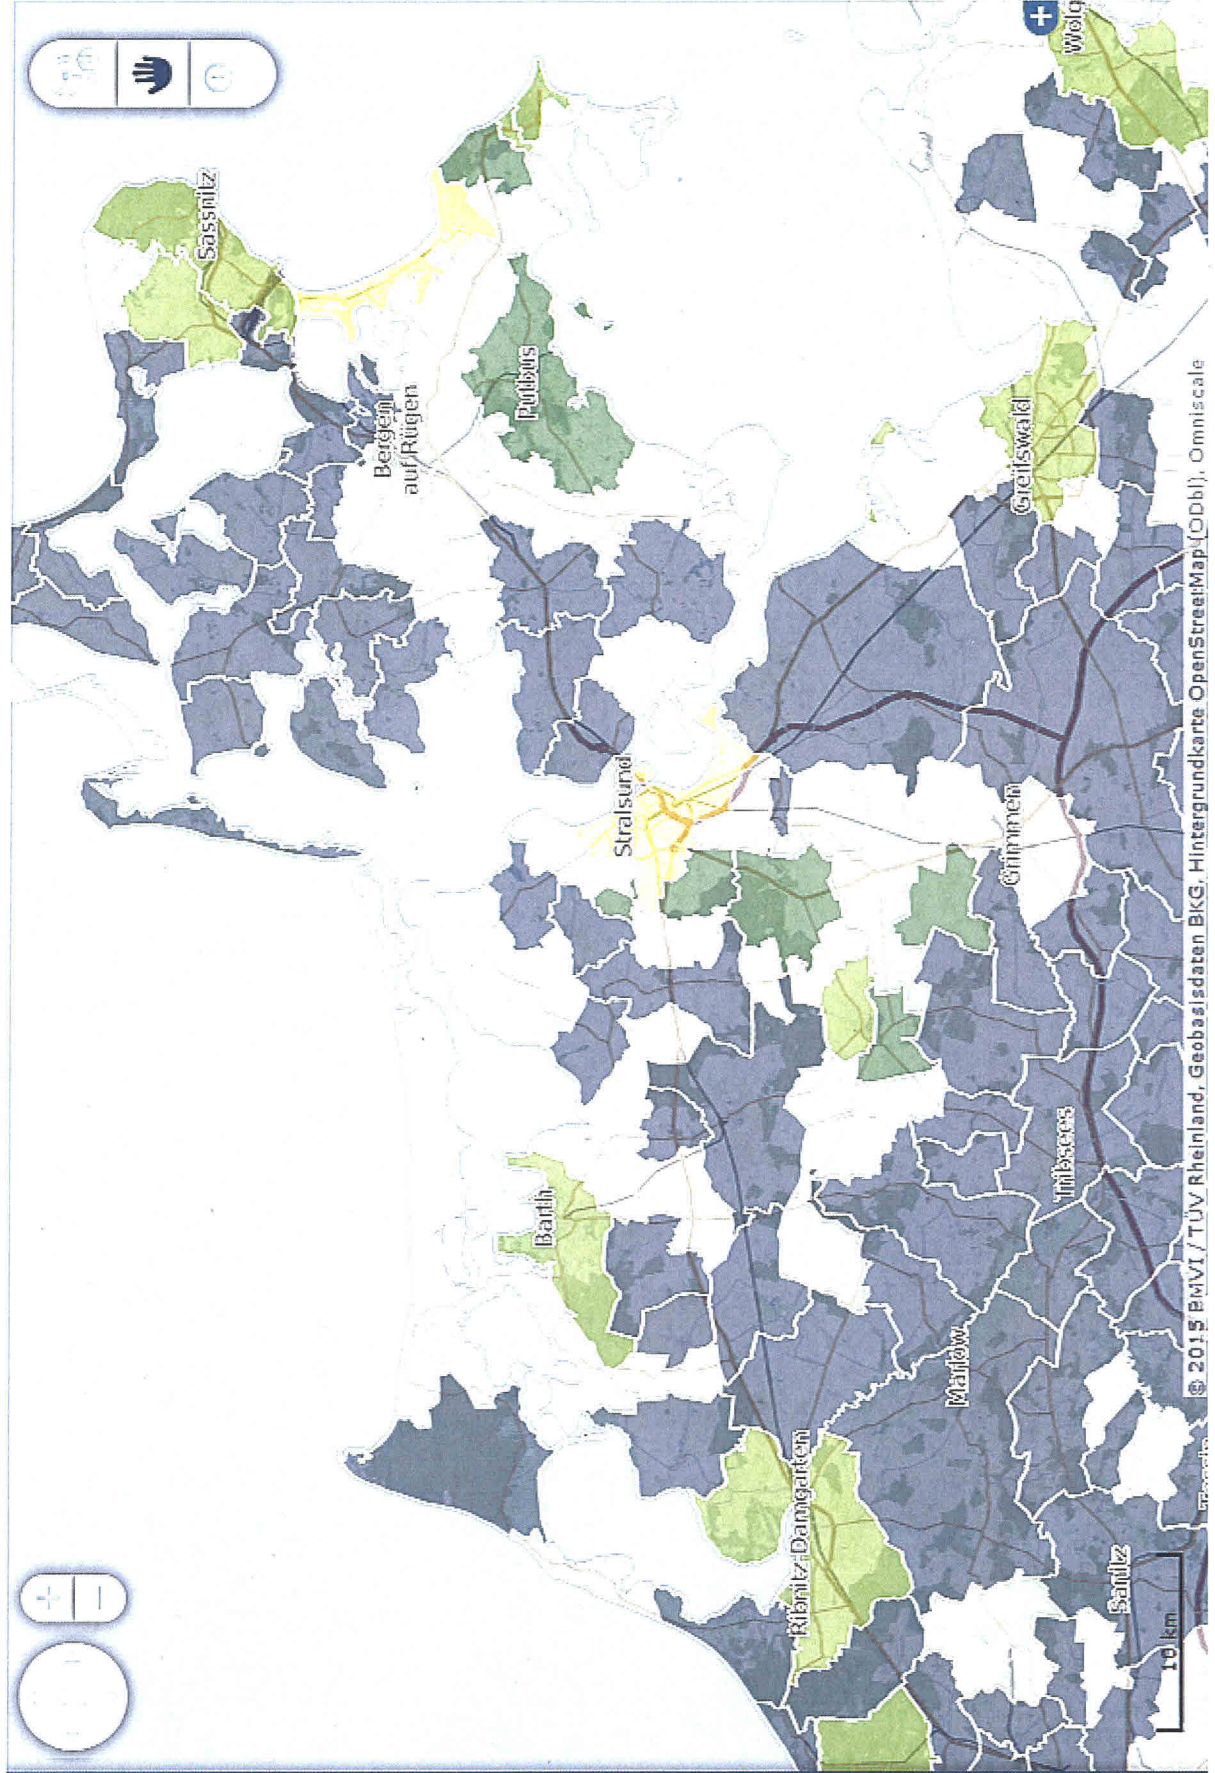 Sassnitz
Bergen
auf Rügen
Putbus
Stralsund
Barth
Greifswald
Grimmen
Ribnitz-Damgarten
Marlow
Tribsees
Sanitz
Wolg
10 km
© 2015 BMVI / TÜV Rheinland, Geobasisdaten BKG, Hintergrundkarte OpenStreetMap (ODbl), Omniscale